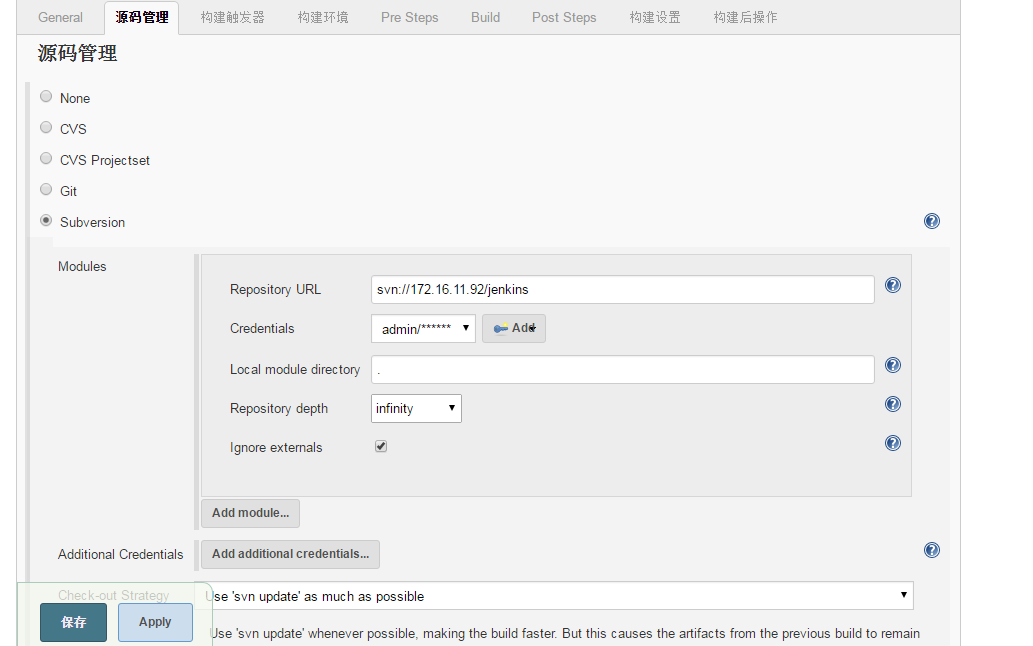 General 源码管理 构建触发器 构建环境 Pre Steps Build Post Steps 构建设置 构建后操作
源码管理
None
CVS
CVS Projectset
Git
Subversion
Modules
Repository URL svn://172.16.11.92/jenkins
Credentials admin/****** Add
Local module directory .
Repository depth infinity
Ignore externals
Add module...
Additional Credentials Add additional credentials...
Check-out Strategy Use 'svn update' as much as possible
保存 Apply
Use 'svn update' whenever possible, making the build faster. But this causes the artifacts from the previous build to remain